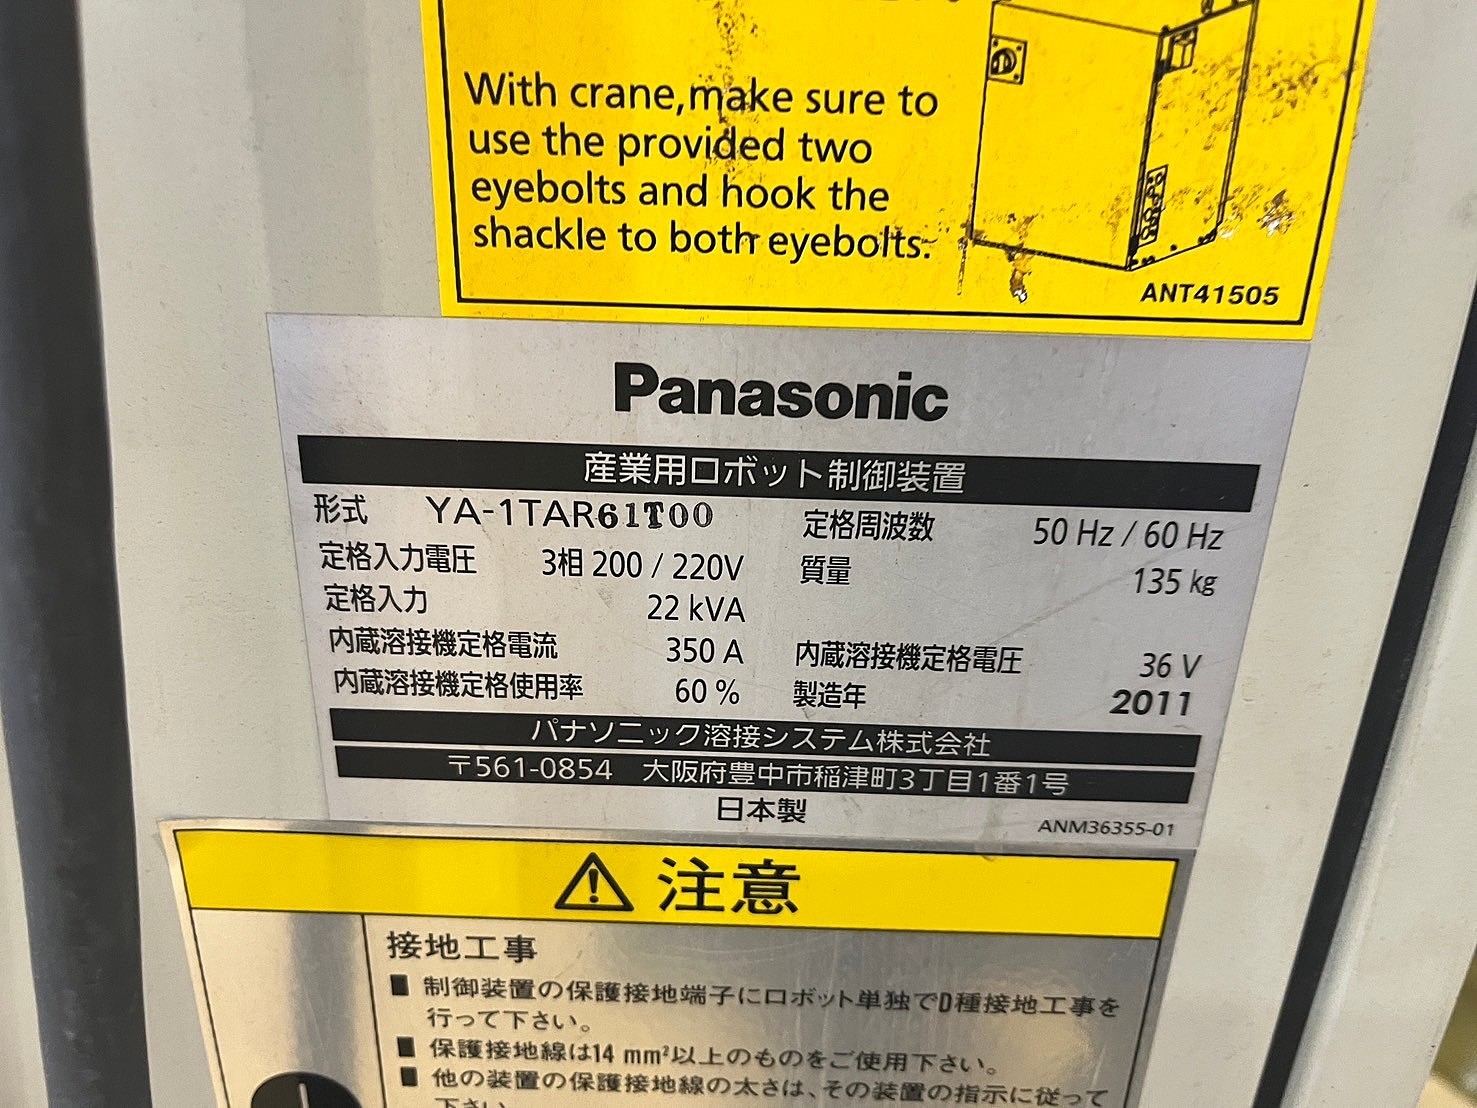 With crane,make sure to
use the provided two
eyebolts and hook the
shackle to both eyebolts.
ANT41505
Panasonic
産業用ロボット制御装置
形式 YA-1TAR61T00 定格周波数 50 Hz / 60 Hz
定格入力電圧 3相 200 / 220V 質量 135 kg
定格入力 22 kVA
内蔵溶接機定格電流 350 A 内蔵溶接機定格電圧 36 V
内蔵溶接機定格使用率 60 % 製造年 2011
パナソニック溶接システム株式会社
〒561-0854 大阪府豊中市稲津町3丁目1番1号
日本製
ANM36355-01
注意
接地工事
■ 制御装置の保護接地端子にロボット単独でD種接地工事を
行って下さい。
■ 保護接地線は14 mm²以上のものをご使用下さい。
■ 他の装置の保護接地線の太さは、その装置の指示に従って
下さい